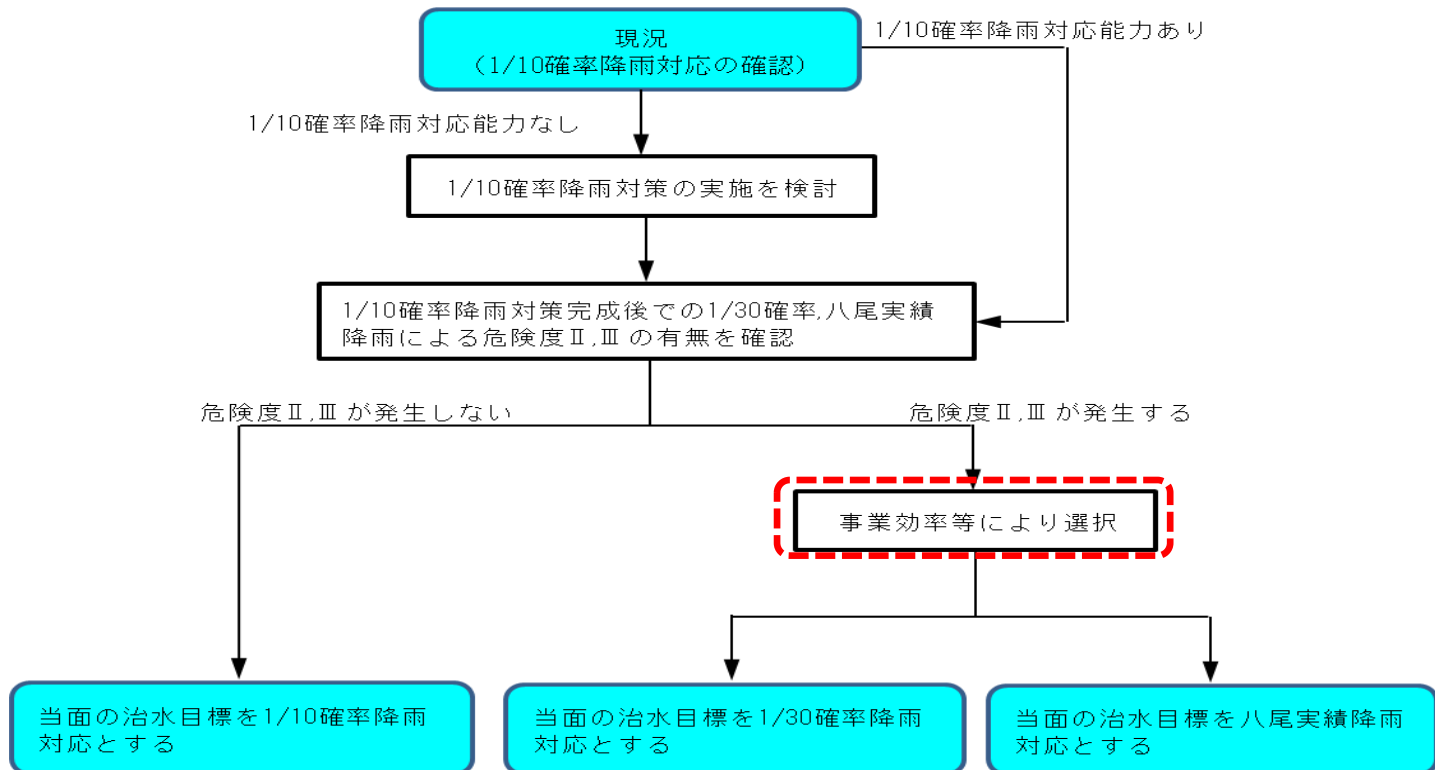 現況
(1/10確率降雨対応の確認)
1/10確率降雨対応能力あり
1/10確率降雨対応能力なし
1/10確率降雨対策の実施を検討
1/10確率降雨対策完成後での1/30確率,八尾実績
降雨による危険度Ⅱ,Ⅲの有無を確認
危険度Ⅱ,Ⅲが発生しない
危険度Ⅱ,Ⅲが発生する
事業効率等により選択
当面の治水目標を1/10確率降雨
対応とする
当面の治水目標を1/30確率降雨
対応とする
当面の治水目標を八尾実績降雨
対応とする